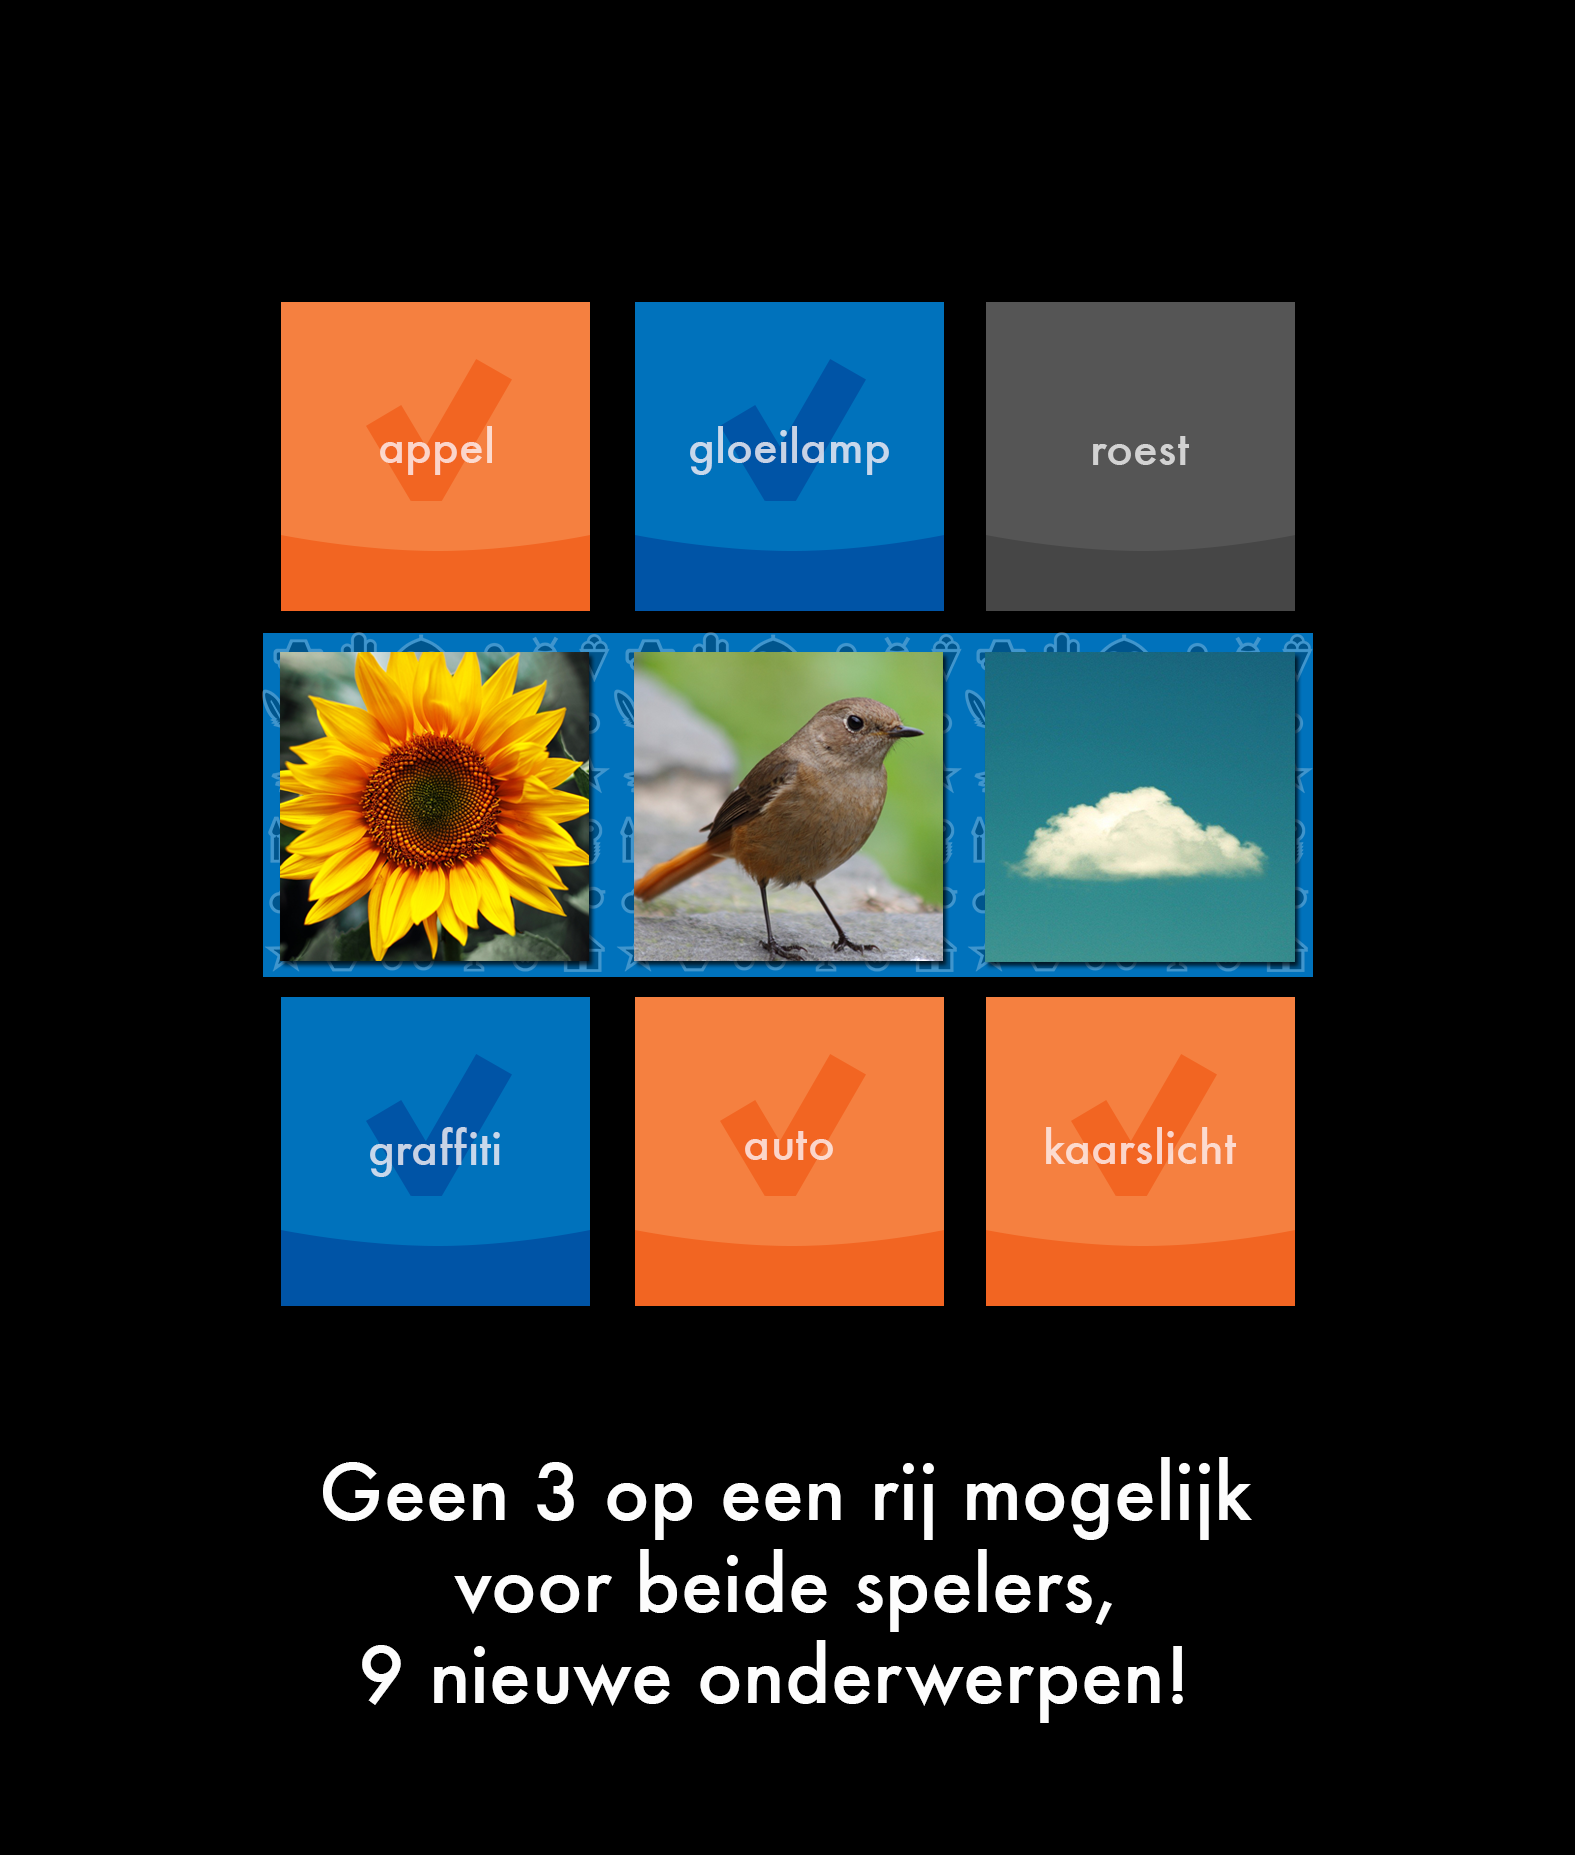 appel
gloeilamp
roest
graffiti
auto
kaarslicht
Geen 3 op een rij mogelijk
voor beide spelers,
9 nieuwe onderwerpen!